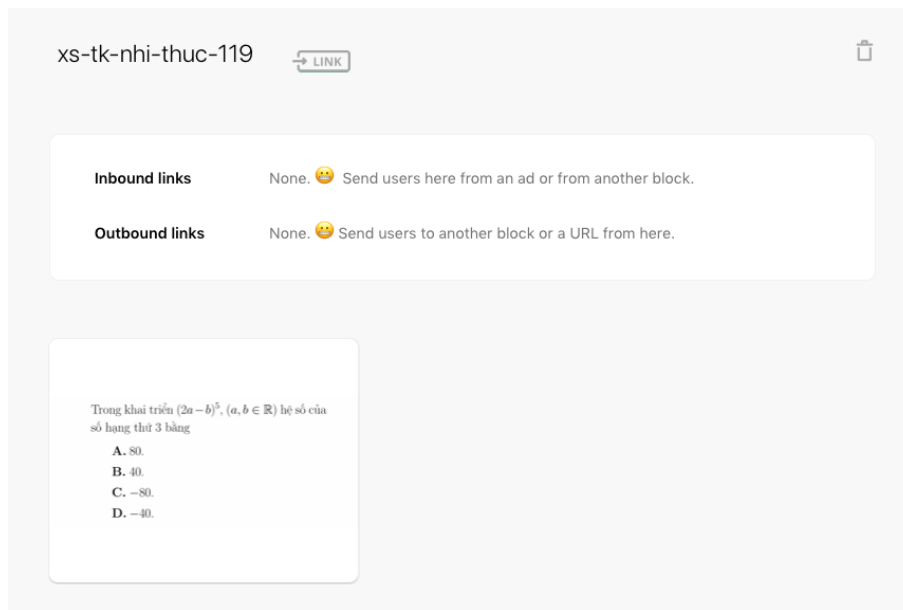 xs-tk-nhi-thuc-119
LINK
Inbound links
None. 😬 Send users here from an ad or from another block.
Outbound links
None. 😬 Send users to another block or a URL from here.
Trong khai triển (2a − b)⁵, (a, b ∈ ℝ) hệ số của
số hạng thứ 3 bằng
A. 80.
B. 40.
C. −80.
D. −40.